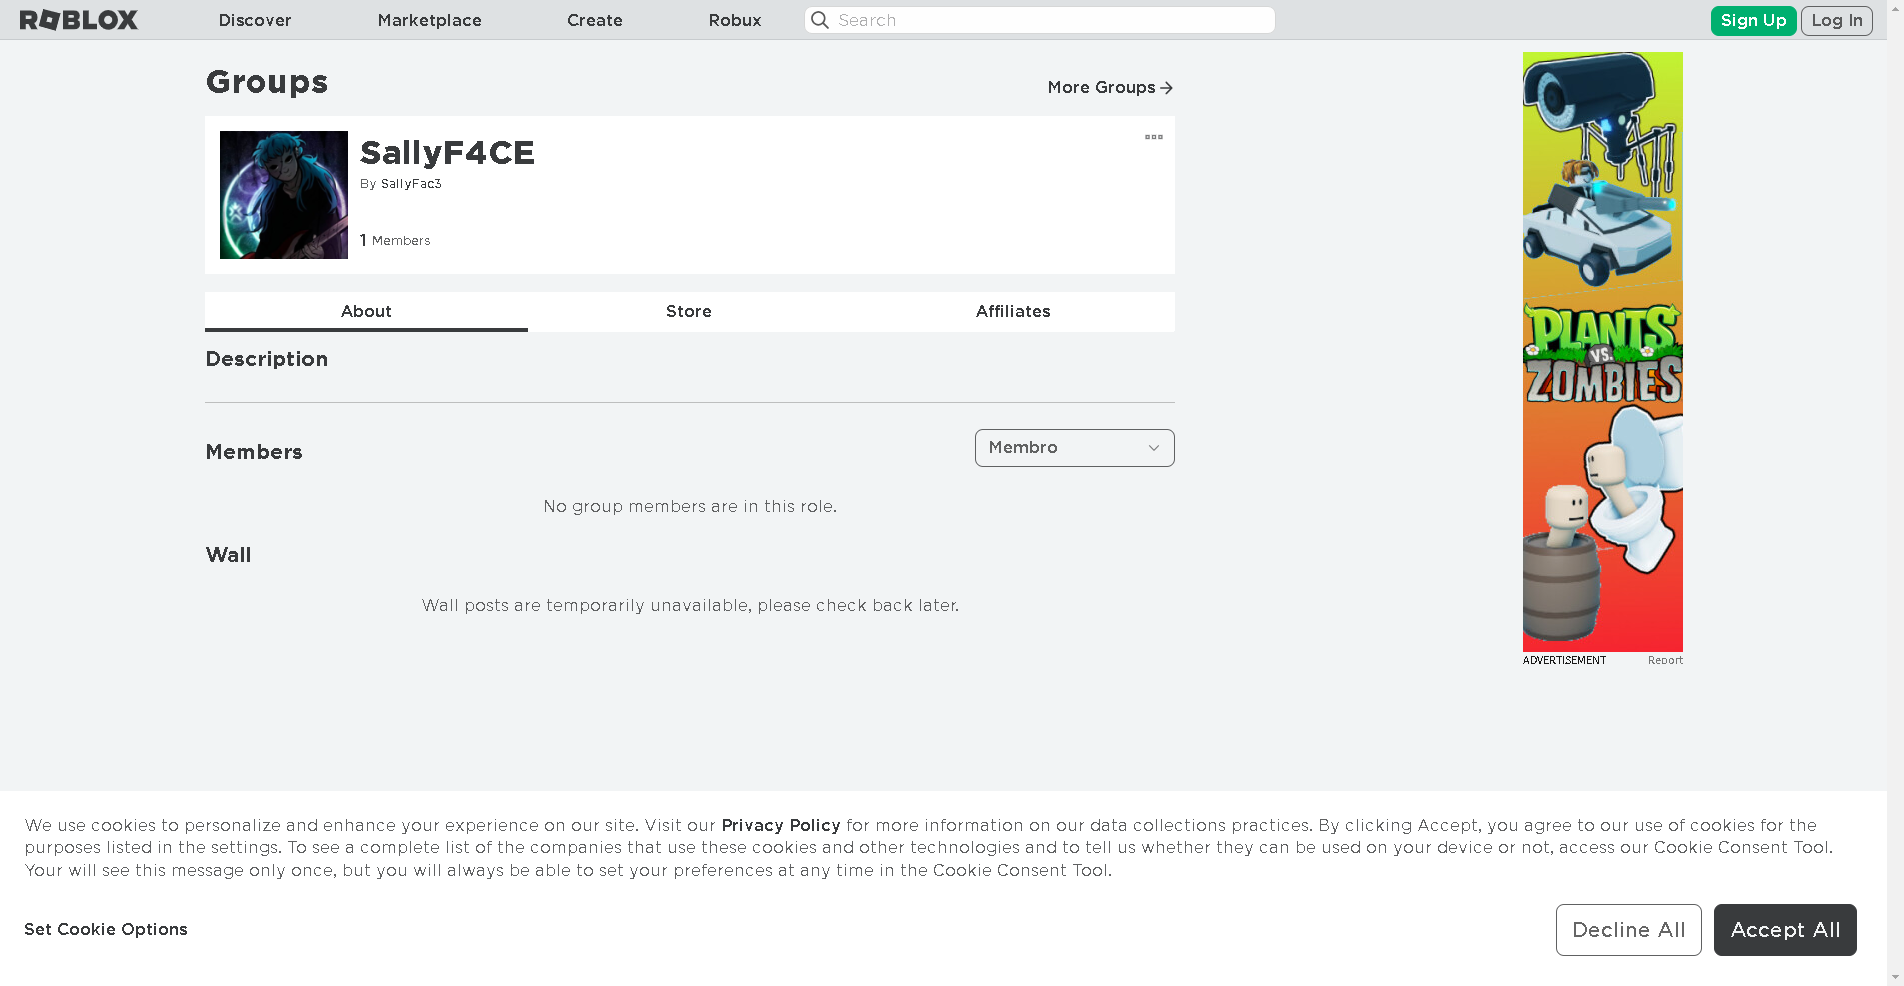 ROBLOX Discover Marketplace Create Robux Search Sign Up Log In
Groups
More Groups
SallyF4CE
By SallyFac3
1 Members
About Store Affiliates
Description
Members
Membro
No group members are in this role.
Wall
Wall posts are temporarily unavailable, please check back later.
PLANTS
VS.
ZOMBIES
ADVERTISEMENT Report
We use cookies to personalize and enhance your experience on our site. Visit our Privacy Policy for more information on our data collections practices. By clicking Accept, you agree to our use of cookies for the
purposes listed in the settings. To see a complete list of the companies that use these cookies and other technologies and to tell us whether they can be used on your device or not, access our Cookie Consent Tool.
Your will see this message only once, but you will always be able to set your preferences at any time in the Cookie Consent Tool.
Set Cookie Options
Decline All
Accept All